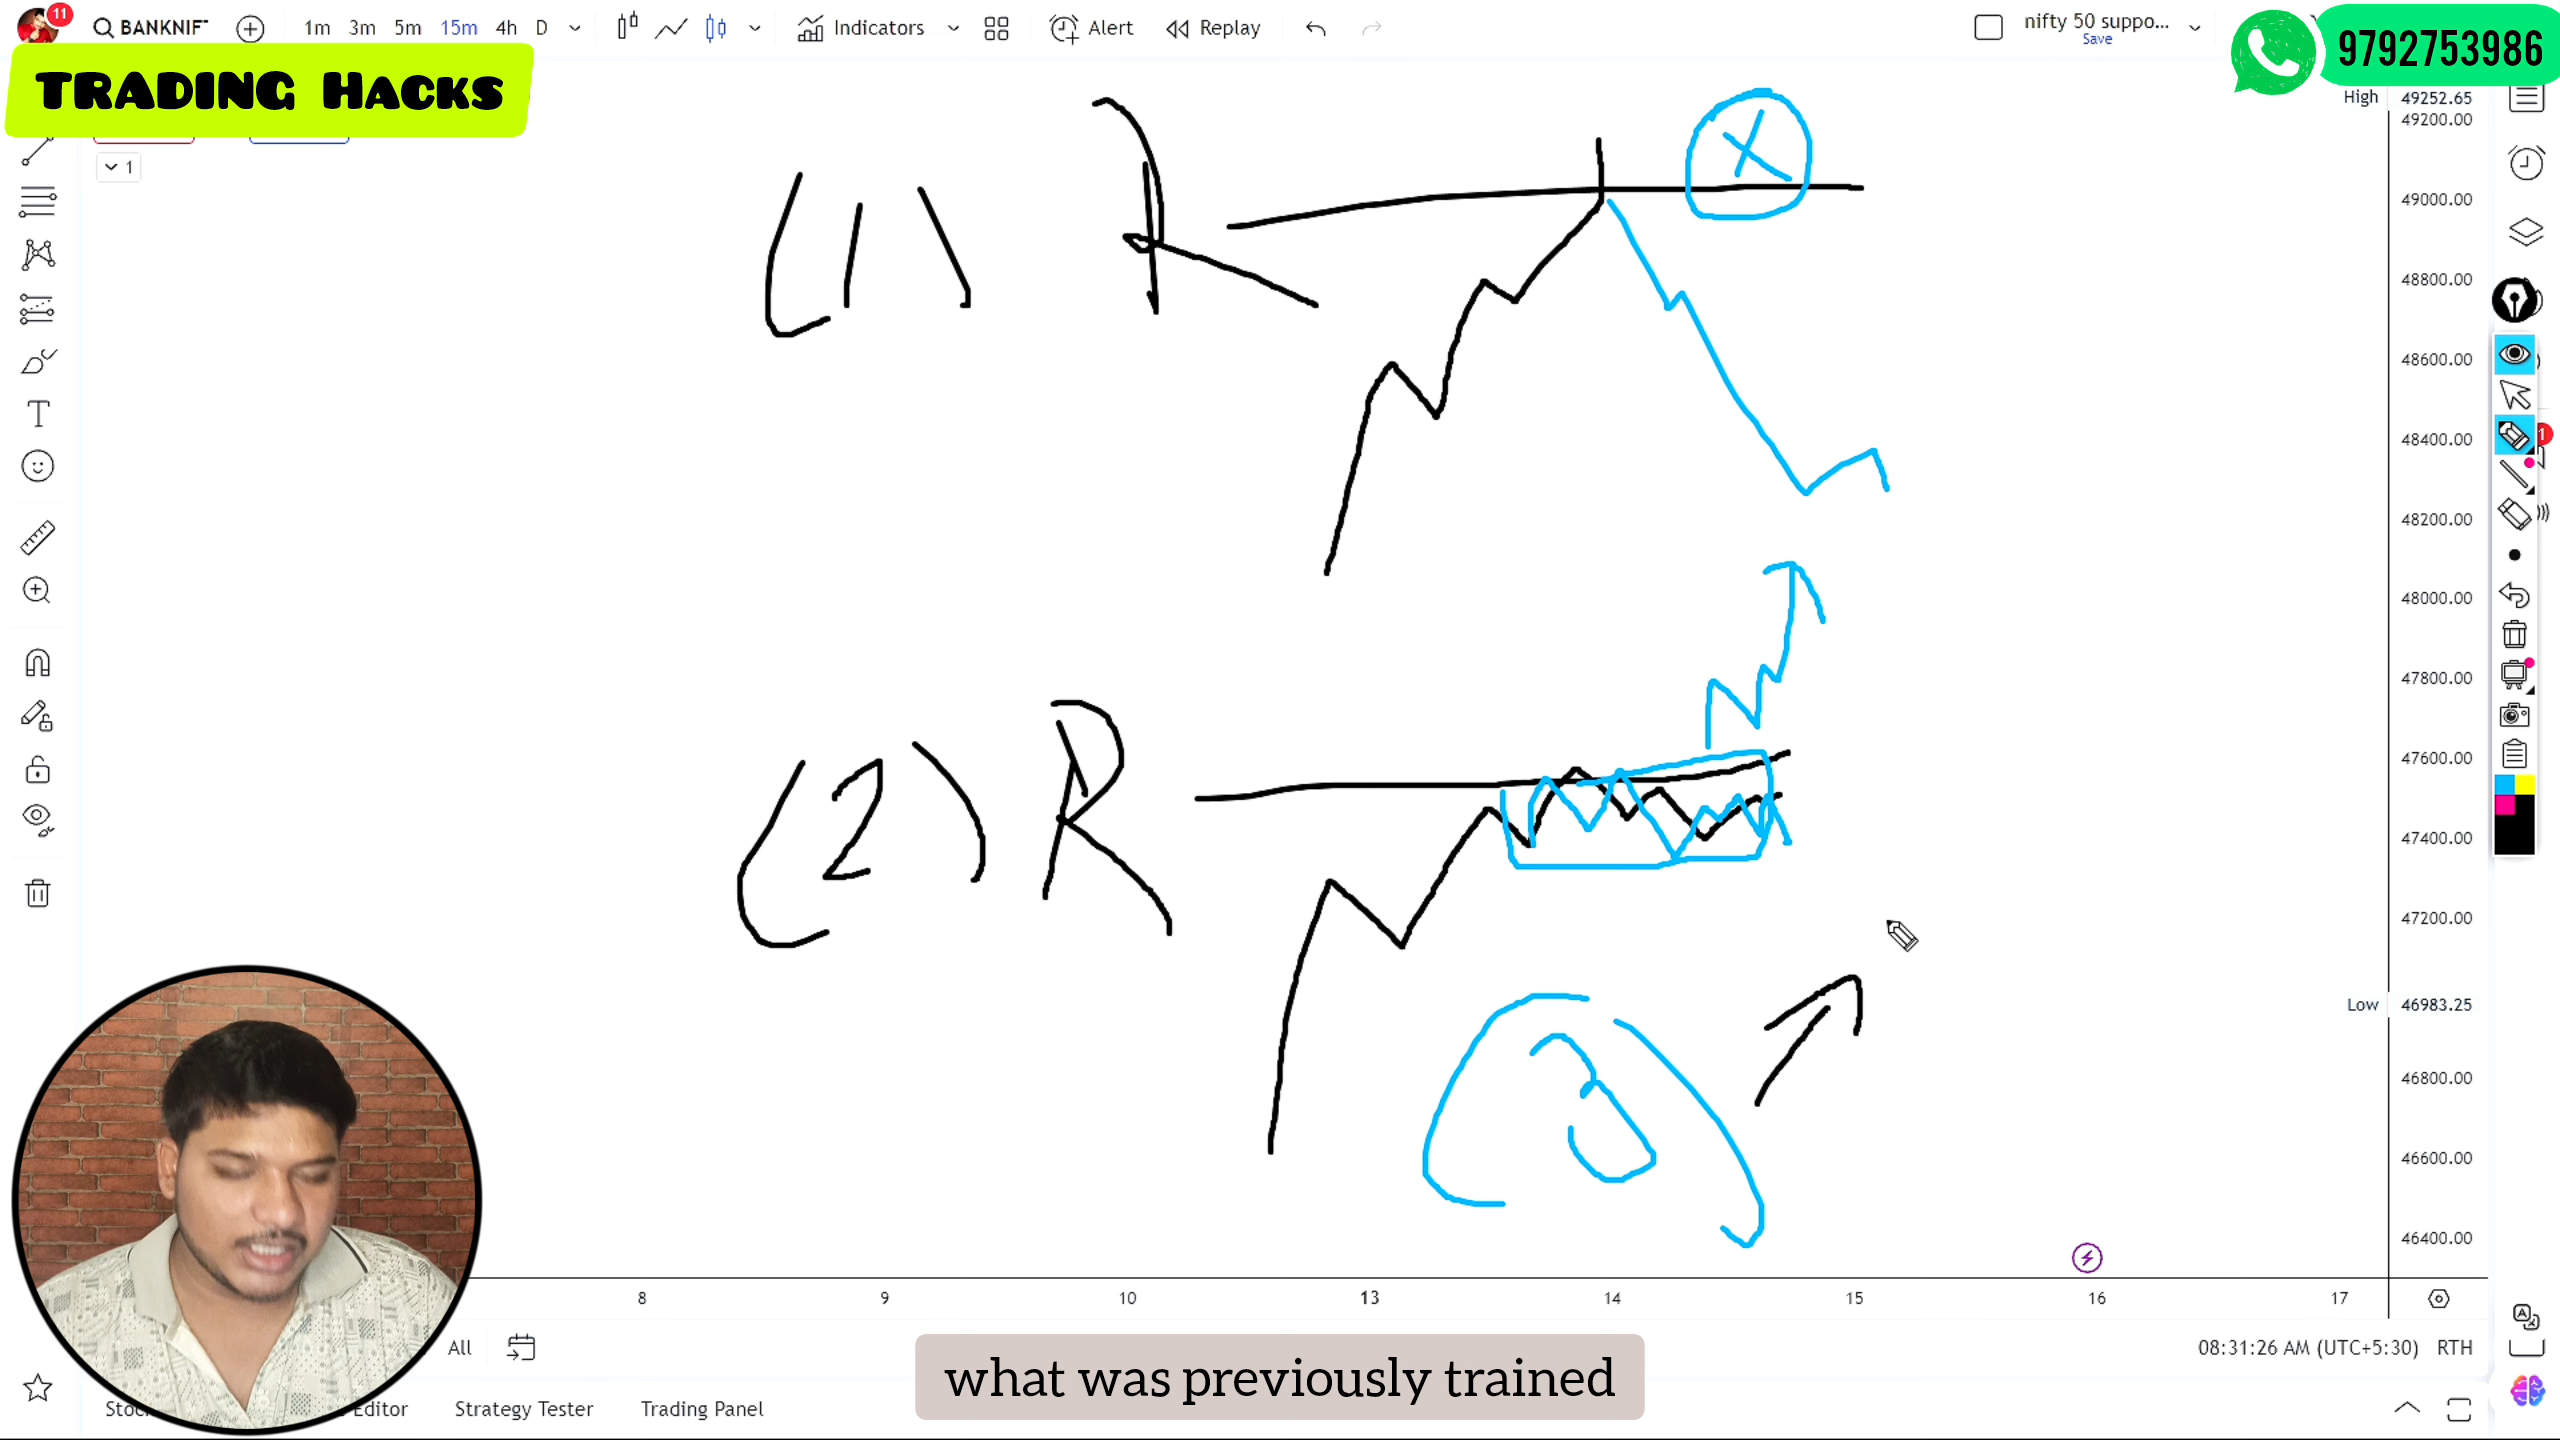 11
BANKNIF
1m 3m 5m 15m 4h D
Indicators
Alert
Replay
nifty 50 suppo...
Save
9792753986
TRADING HACKS
1
High 49252.65
49200.00
49000.00
48800.00
48600.00
48400.00
48200.00
48000.00
47800.00
47600.00
47400.00
47200.00
Low 46983.25
46800.00
46600.00
46400.00
1
(1) R
X
(2) R
(3)
8 9 10 13 14 15 16 17
All
08:31:26 AM (UTC+5:30) RTH
what was previously trained
Editor Strategy Tester Trading Panel